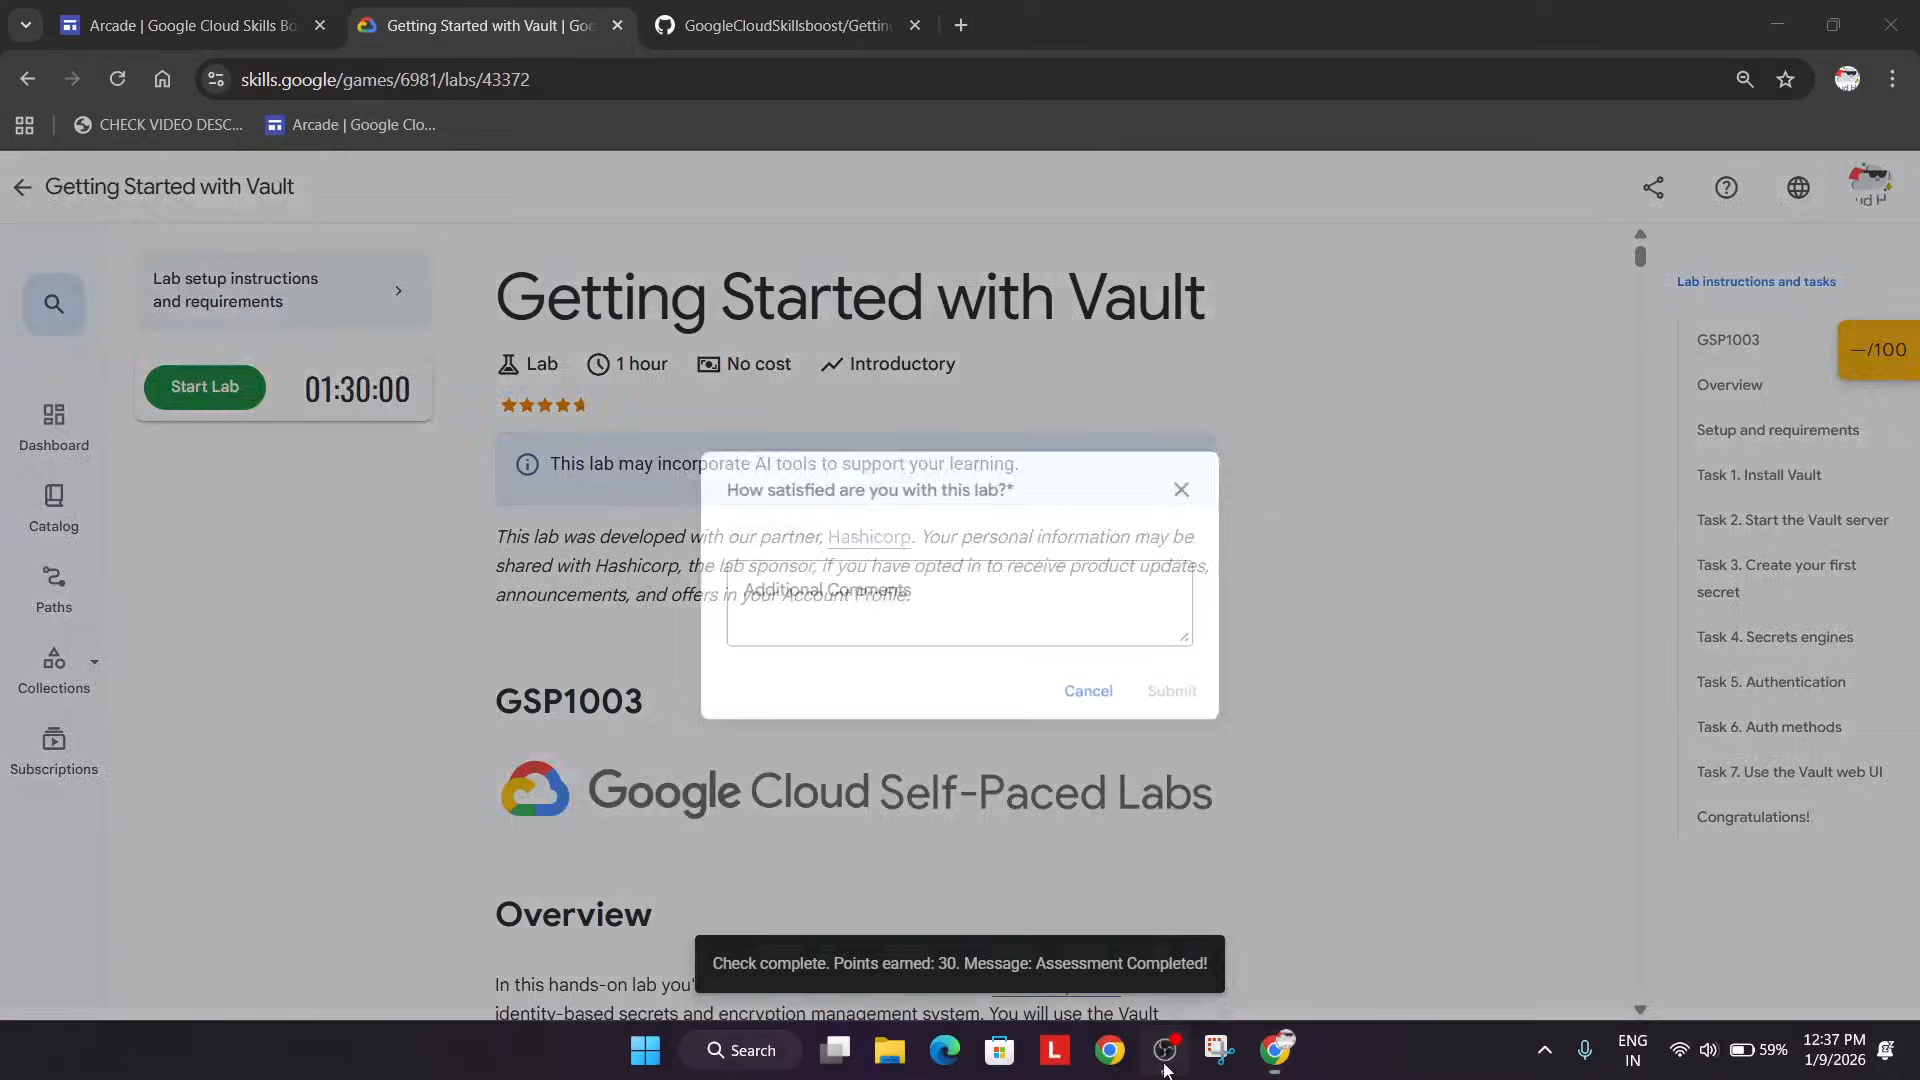 Arcade | Google Cloud Skills Bo
Getting Started with Vault | Goo
GoogleCloudSkillsboost/Gettin
skills.google/games/6981/labs/43372
CHECK VIDEO DESC...
Arcade | Google Clo...
Getting Started with Vault
Lab setup instructions
and requirements
Start Lab
01:30:00
Dashboard
Catalog
Paths
Collections
Subscriptions
Getting Started with Vault
Lab
1 hour
No cost
Introductory
This lab may incorporate AI tools to support your learning.
How satisfied are you with this lab?*
This lab was developed with our partner, Hashicorp. Your personal information may be
shared with Hashicorp, the lab sponsor, if you have opted in to receive product updates,
announcements, and offers in your Account Profile.
Additional Comments
Cancel
Submit
GSP1003
Google Cloud Self-Paced Labs
Overview
In this hands-on lab you'
identity-based secrets and encryption management system. You will use the Vault
Check complete. Points earned: 30. Message: Assessment Completed!
Lab instructions and tasks
GSP1003
Overview
Setup and requirements
Task 1. Install Vault
Task 2. Start the Vault server
Task 3. Create your first
secret
Task 4. Secrets engines
Task 5. Authentication
Task 6. Auth methods
Task 7. Use the Vault web UI
Congratulations!
—/100
Search
L
ENG
IN
59%
12:37 PM
1/9/2026